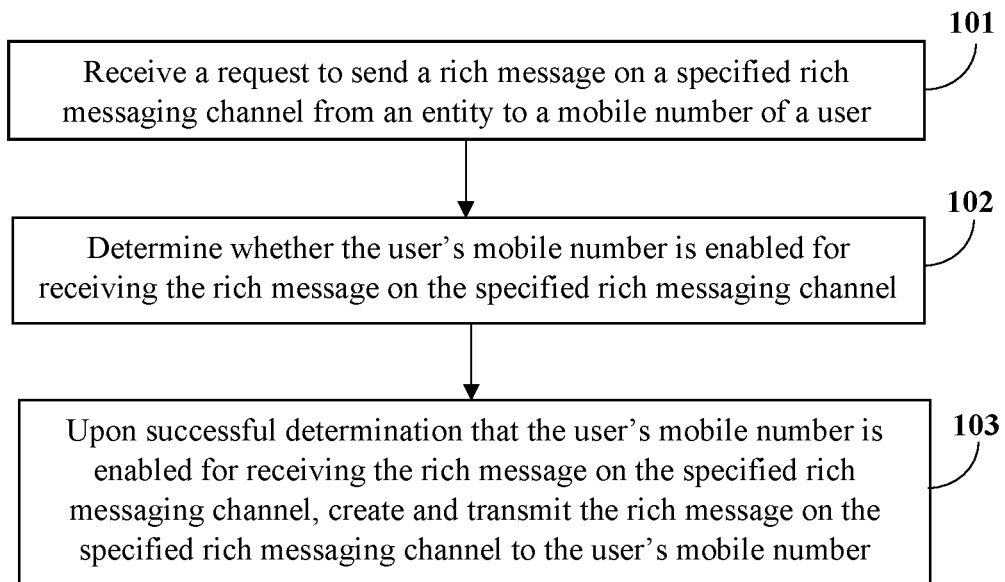 101
Receive a request to send a rich message on a specified rich
messaging channel from an entity to a mobile number of a user
102
Determine whether the user’s mobile number is enabled for
receiving the rich message on the specified rich messaging channel
103
Upon successful determination that the user’s mobile number is
enabled for receiving the rich message on the specified rich
messaging channel, create and transmit the rich message on the
specified rich messaging channel to the user’s mobile number